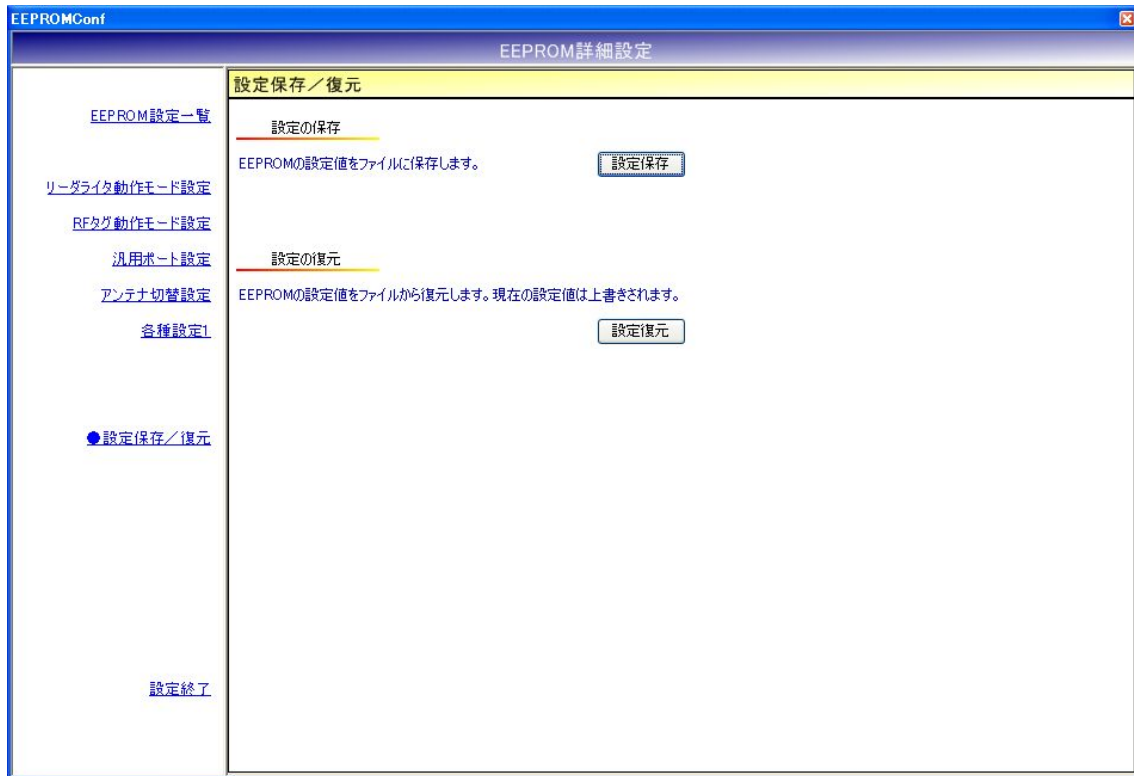 EEPROMConf
EEPROM詳細設定
設定保存／復元
EEPROM設定一覧
設定の保存
EEPROMの設定値をファイルに保存します。
設定保存
リーダライタ動作モード設定
RFタグ動作モード設定
汎用ポート設定
設定の復元
アンテナ切替設定
EEPROMの設定値をファイルから復元します。現在の設定値は上書きされます。
各種設定1
設定復元
●設定保存／復元
設定終了